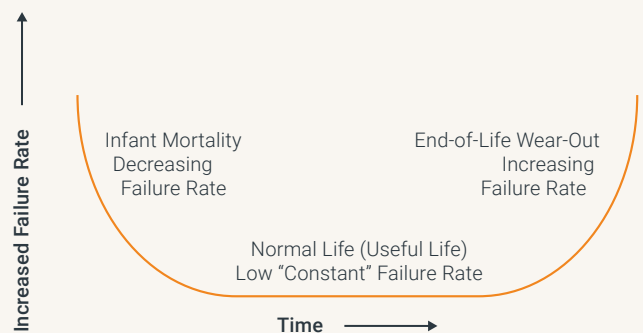 Increased Failure Rate
Infant Mortality
Decreasing
Failure Rate
End-of-Life Wear-Out
Increasing
Failure Rate
Normal Life (Useful Life)
Low “Constant” Failure Rate
Time